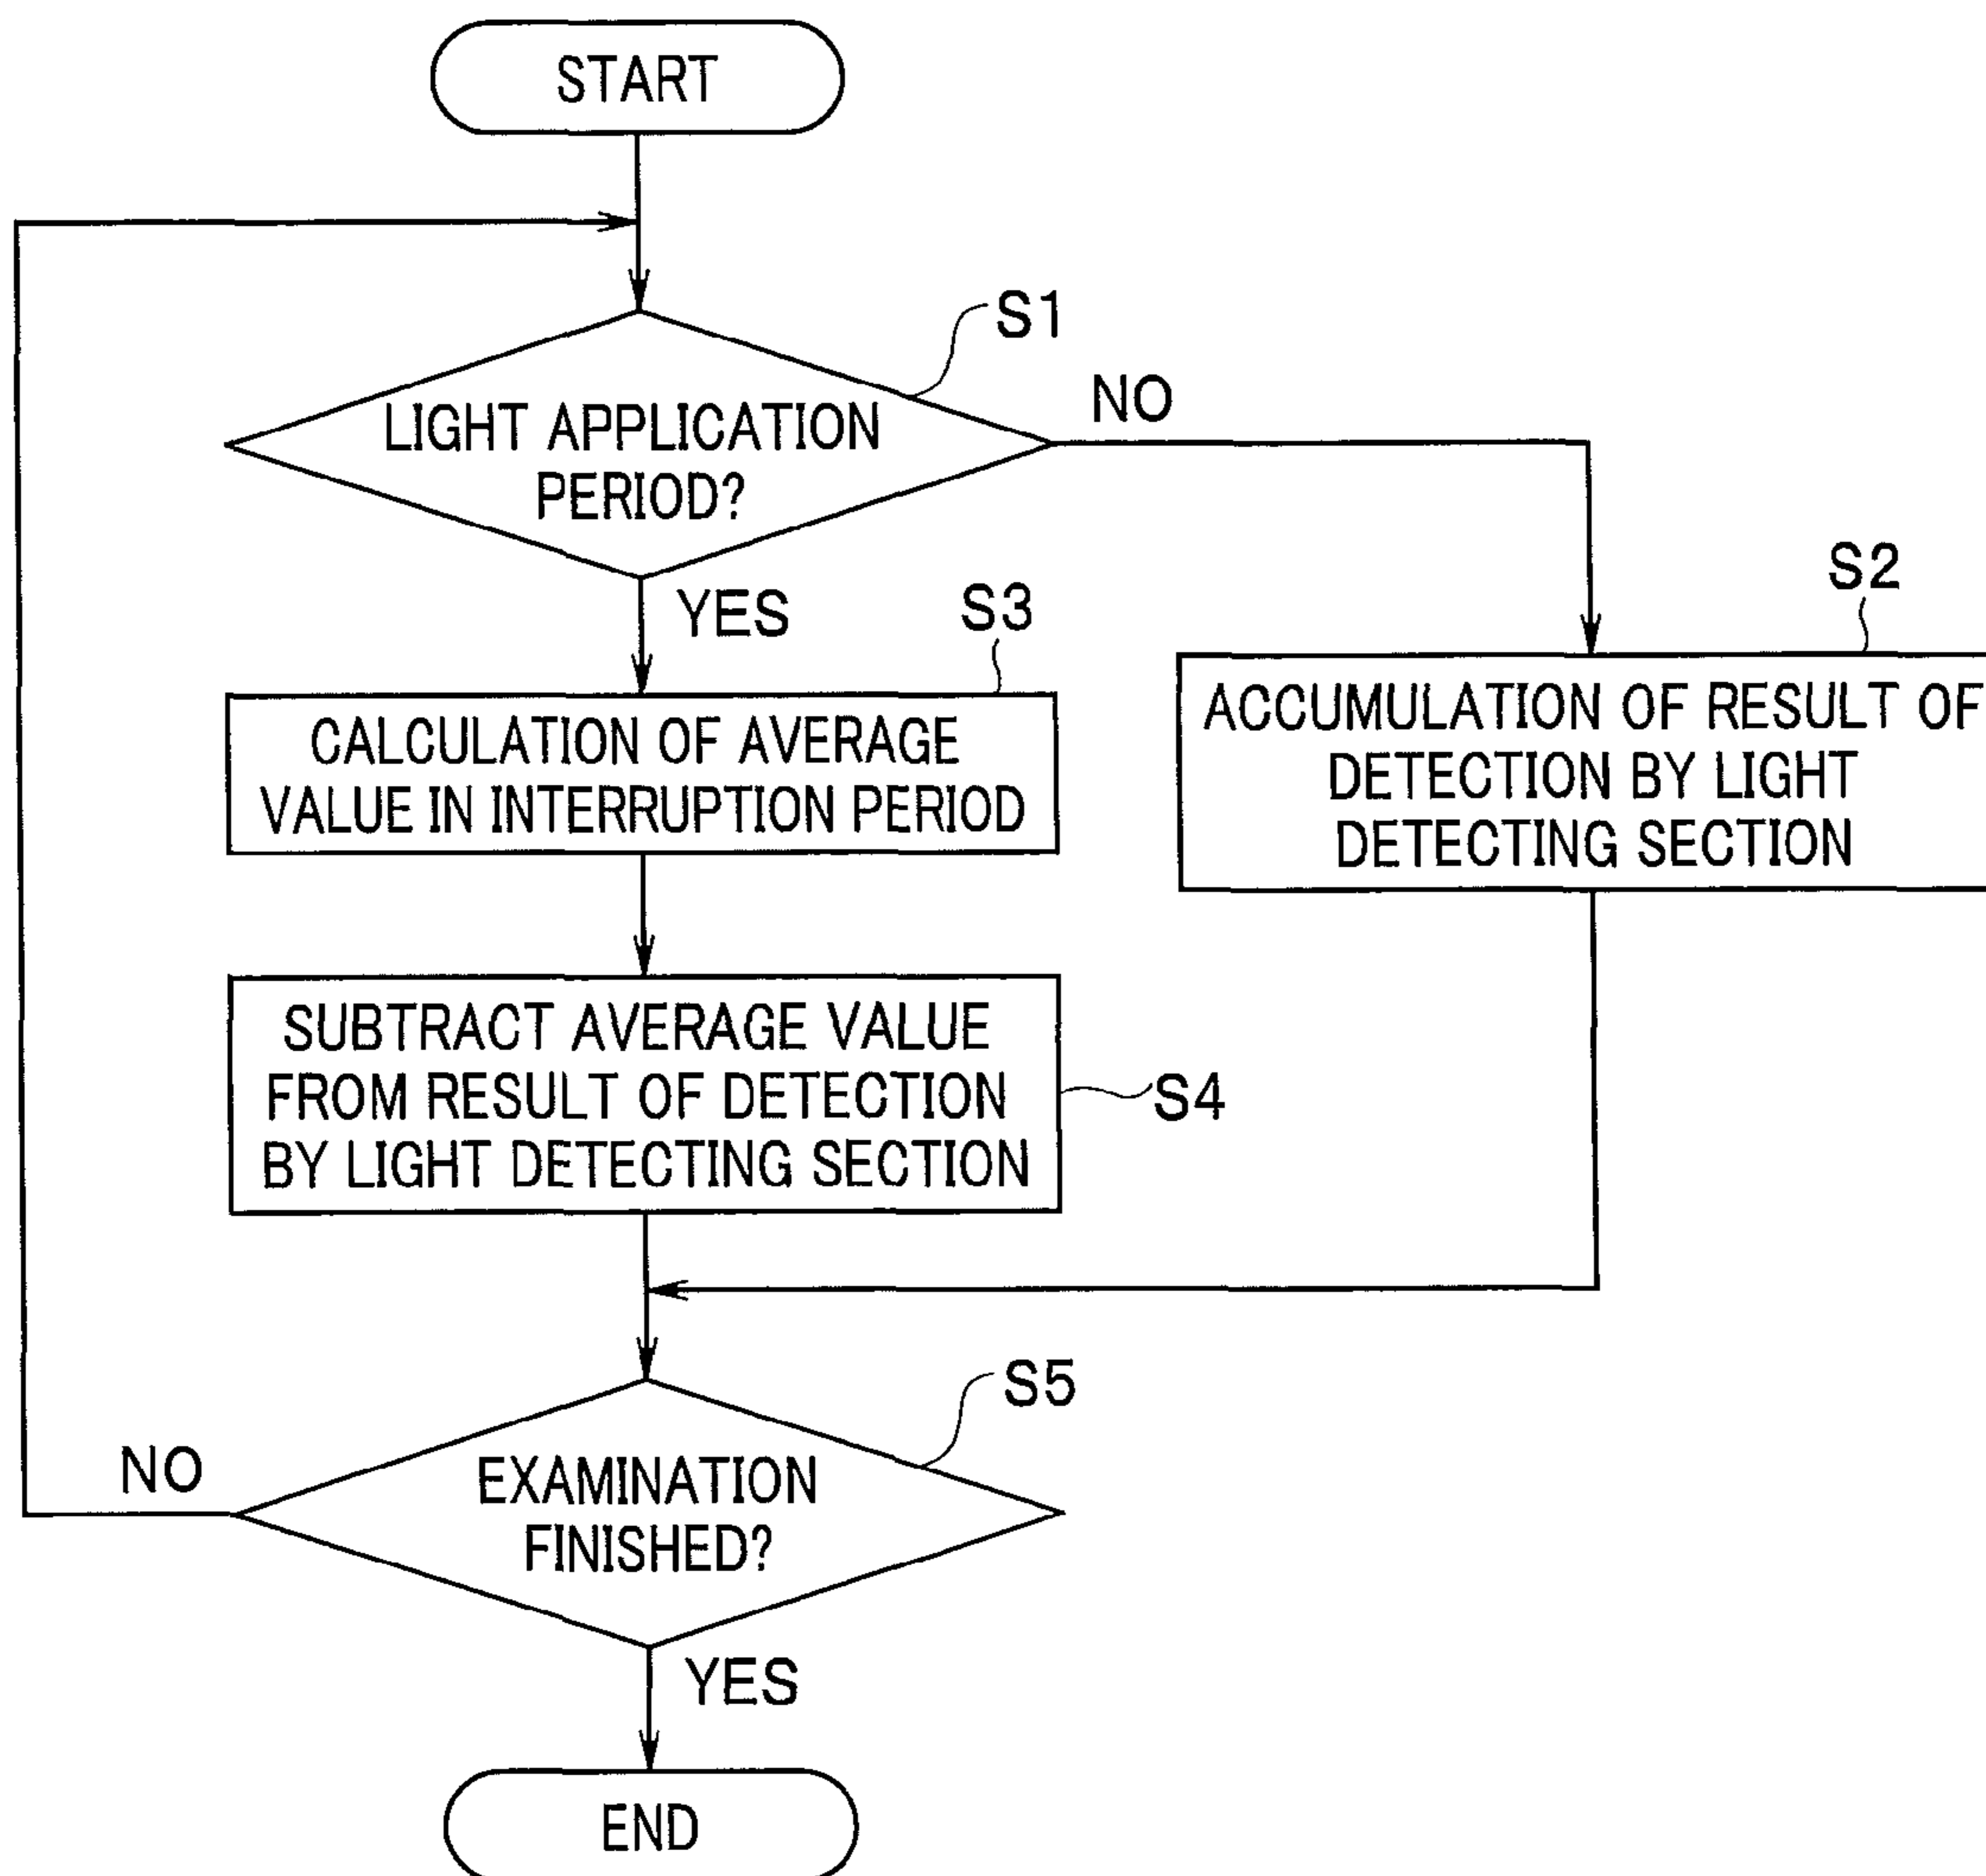 START
S1
LIGHT APPLICATION
PERIOD?
NO
YES
S3
CALCULATION OF AVERAGE
VALUE IN INTERRUPTION PERIOD
S2
ACCUMULATION OF RESULT OF
DETECTION BY LIGHT
DETECTING SECTION
SUBTRACT AVERAGE VALUE
FROM RESULT OF DETECTION
BY LIGHT DETECTING SECTION
S4
S5
EXAMINATION
FINISHED?
NO
YES
END